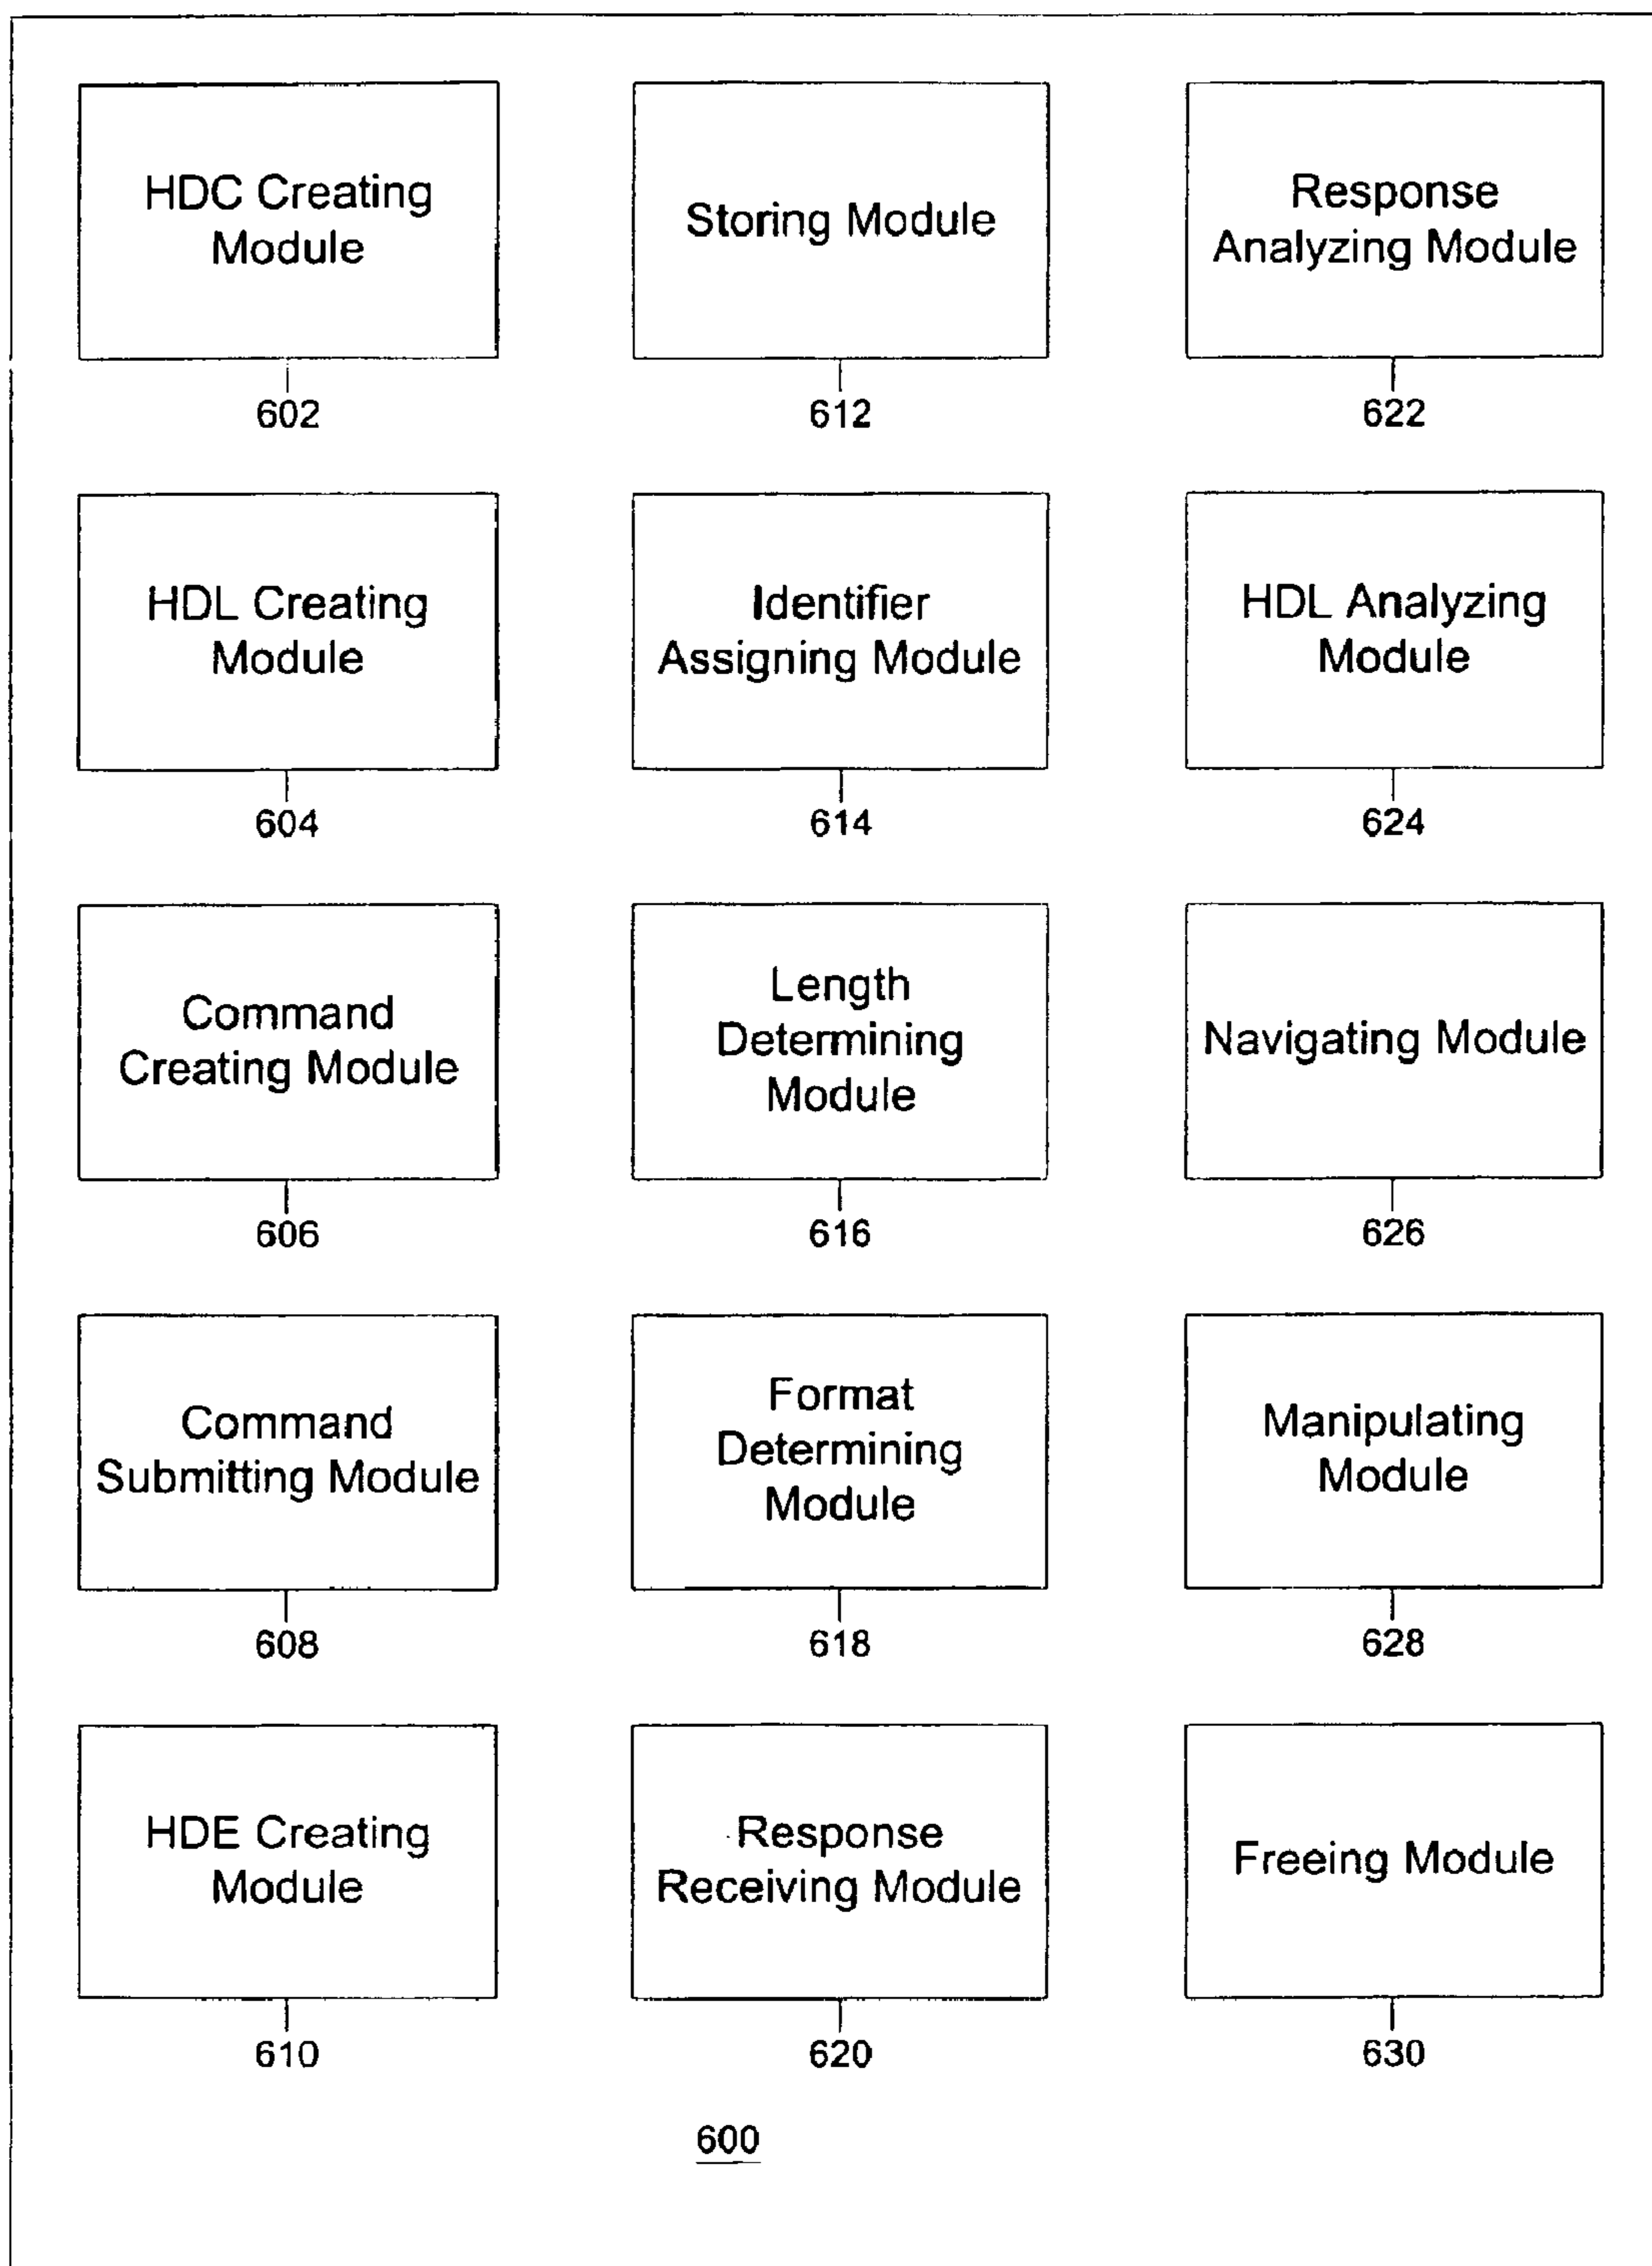 HDC Creating
Module
602
Storing Module
612
Response
Analyzing Module
622
HDL Creating
Module
604
Identifier
Assigning Module
614
HDL Analyzing
Module
624
Command
Creating Module
606
Length
Determining
Module
616
Navigating Module
626
Command
Submitting Module
608
Format
Determining
Module
618
Manipulating
Module
628
HDE Creating
Module
610
Response
Receiving Module
620
Freeing Module
630
600